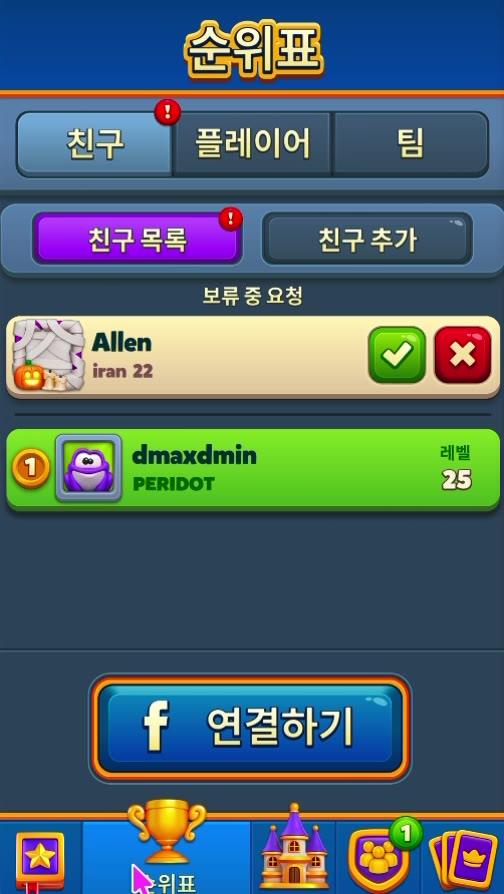 순위표
친구 플레이어 팀
친구 목록 친구 추가
보류 중 요청
Allen
iran 22
1
dmaxdmin
PERIDOT
레벨
25
f 연결하기
1
위표